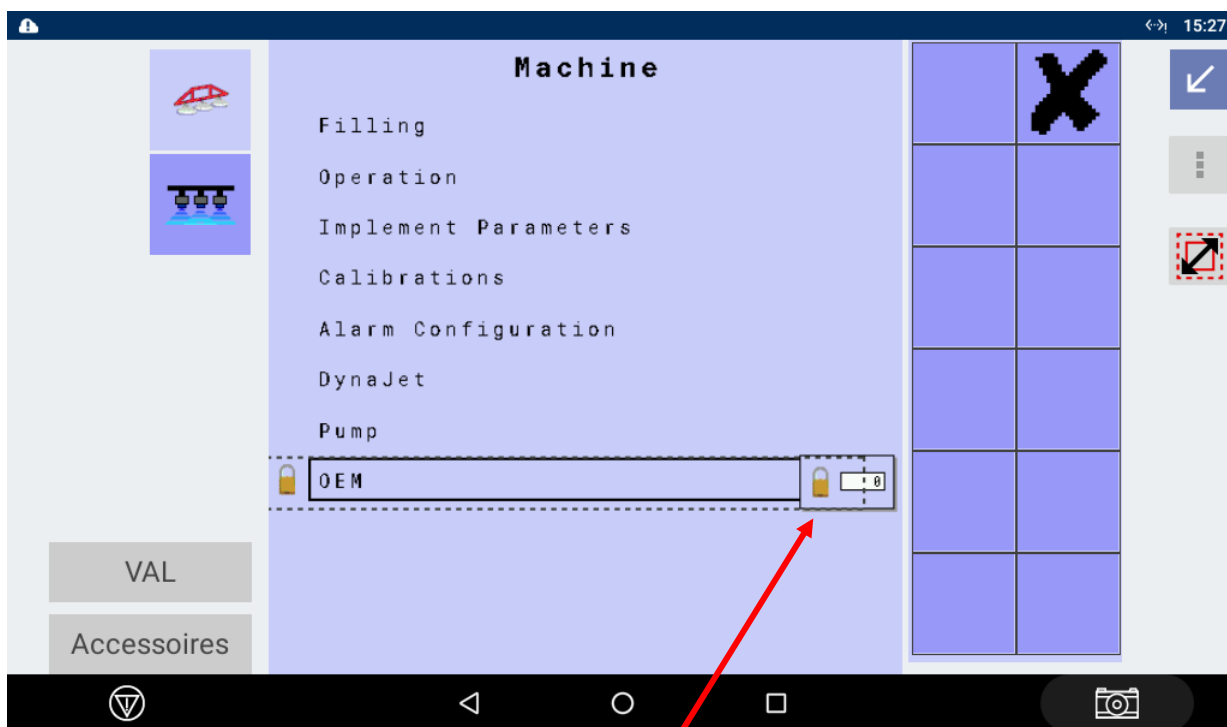 15:27
Machine
Filling
Operation
Implement Parameters
Calibrations
Alarm Configuration
DynaJet
Pump
OEM
0
VAL
Accessoires